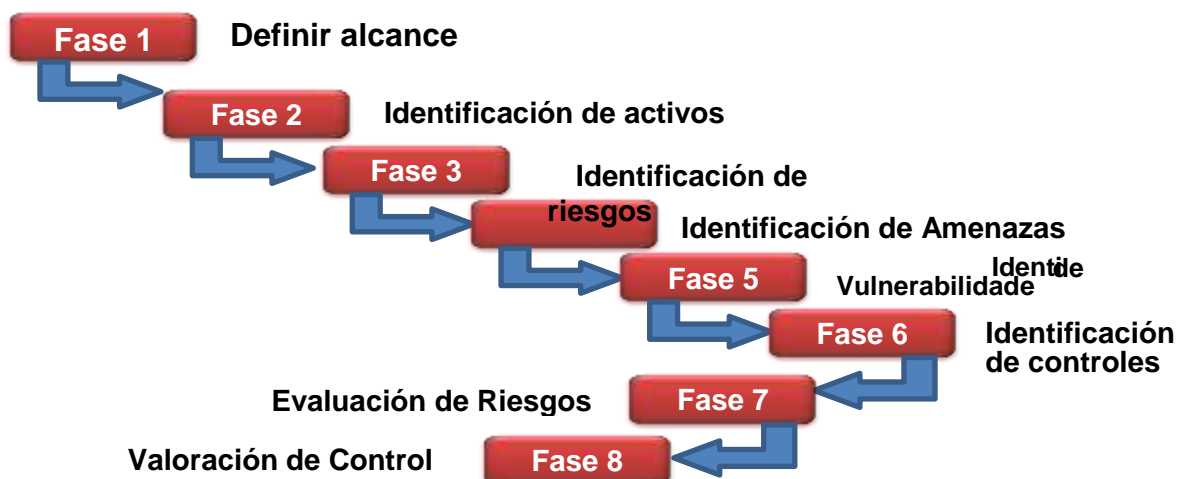 Fase 1 Definir alcance
Fase 2 Identificación de activos
Fase 3 Identificación de
riesgos
Identificación de Amenazas
Identi de
Fase 5 Vulnerabilidade
Fase 6 Identificación
de controles
Evaluación de Riesgos Fase 7
Valoración de Control Fase 8